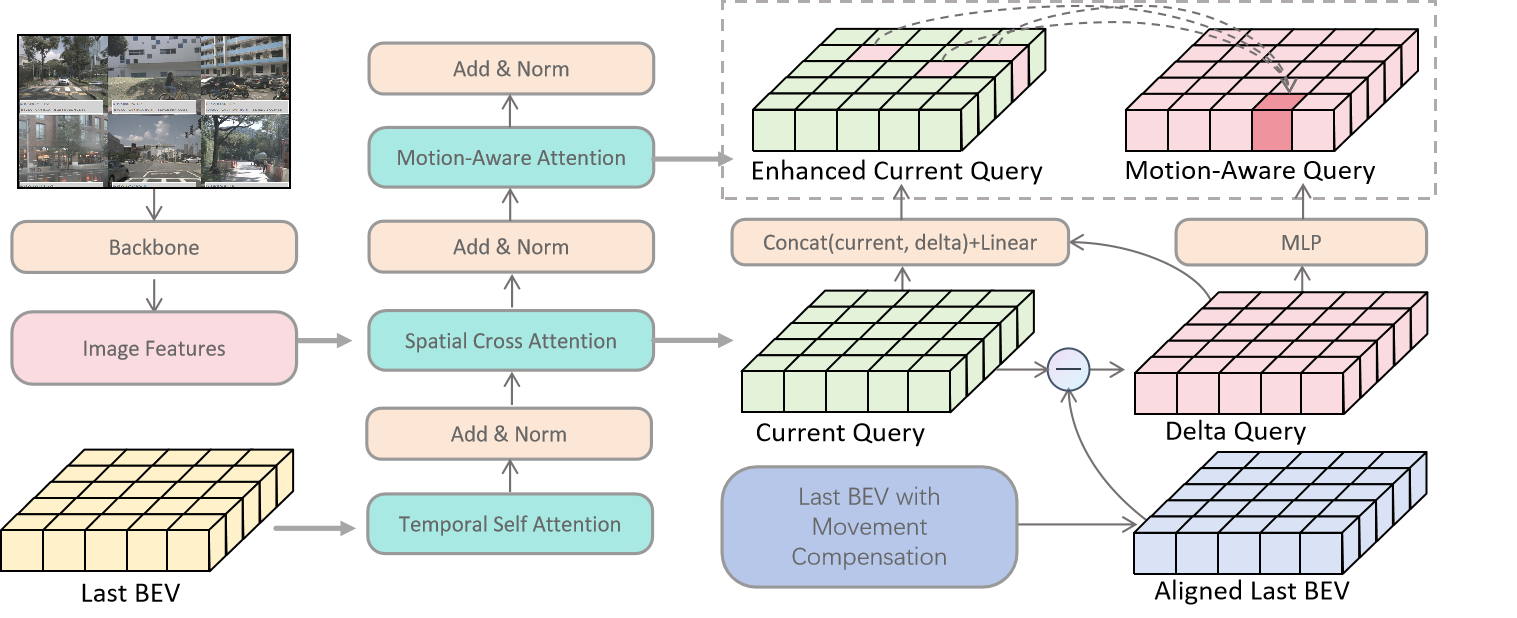 Backbone
Image Features
Last BEV
Add & Norm
Motion-Aware Attention
Add & Norm
Spatial Cross Attention
Add & Norm
Temporal Self Attention
Enhanced Current Query
Motion-Aware Query
Concat(current, delta)+Linear
MLP
Current Query
Delta Query
Last BEV with
Movement
Compensation
Aligned Last BEV